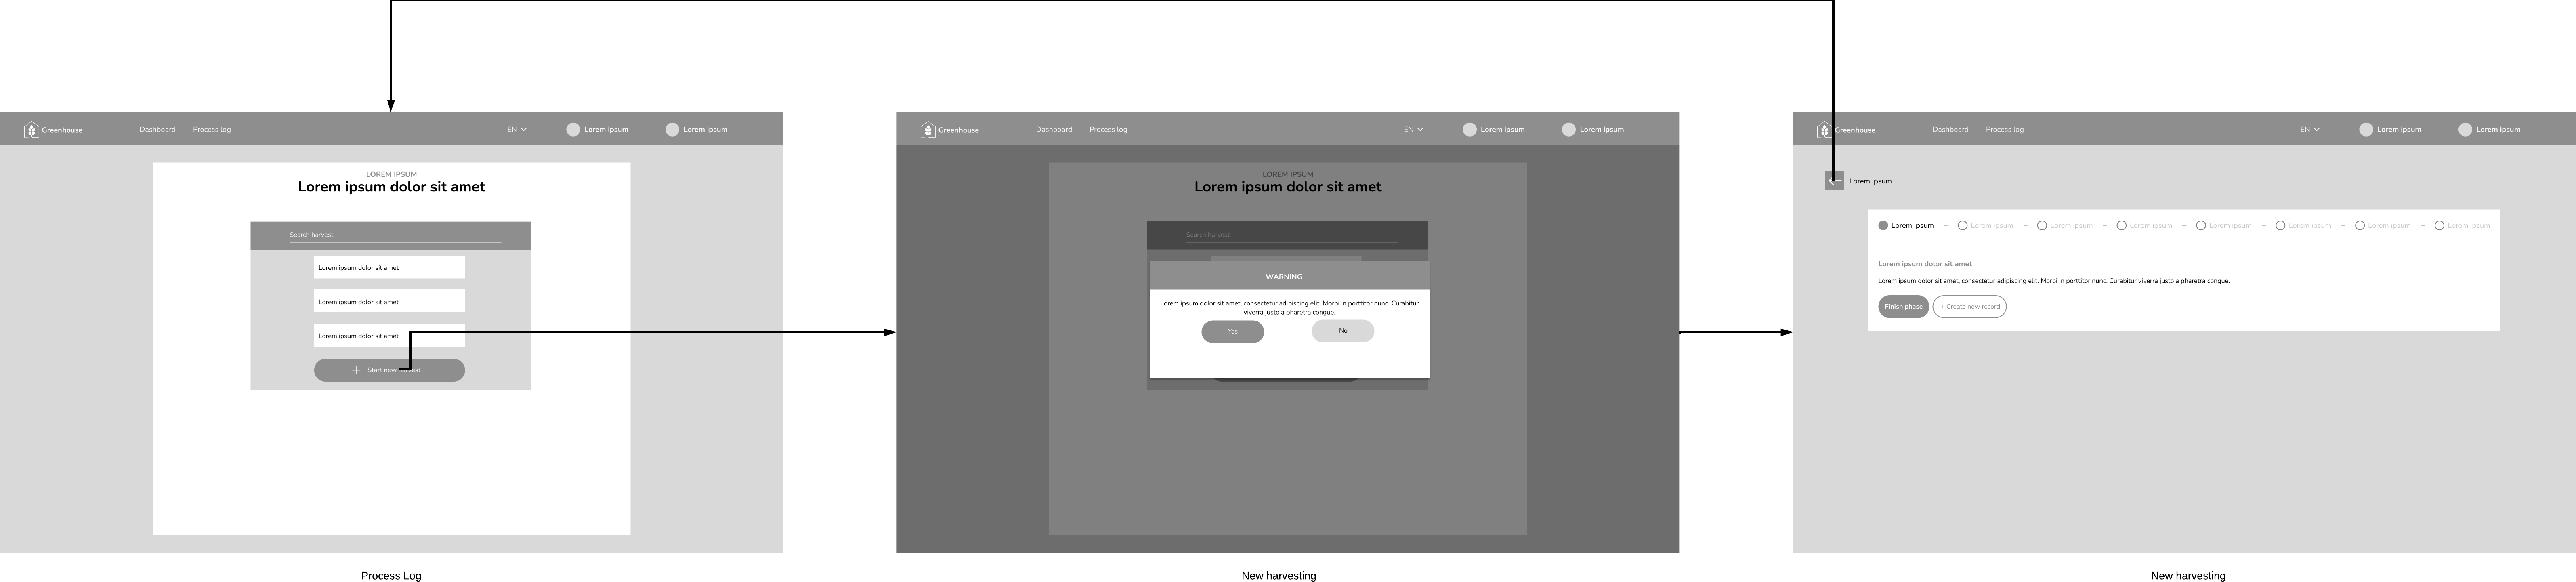 Greenhouse
Dashboard
Process log
EN
Lorem ipsum
Lorem ipsum
LOREM IPSUM
Lorem ipsum dolor sit amet
Search harvest
Lorem ipsum dolor sit amet
Lorem ipsum dolor sit amet
Lorem ipsum dolor sit amet
Start new harvest
Process Log
Greenhouse
Dashboard
Process log
EN
Lorem ipsum
Lorem ipsum
LOREM IPSUM
Lorem ipsum dolor sit amet
Search harvest
WARNING
Lorem ipsum dolor sit amet, consectetur adipiscing elit. Morbi in porttitor nunc. Curabitur
viverra justo a pharetra congue.
Yes
No
New harvesting
Greenhouse
Dashboard
Process log
EN
Lorem ipsum
Lorem ipsum
Lorem ipsum
Lorem ipsum – Lorem ipsum – Lorem ipsum – Lorem ipsum – Lorem ipsum – Lorem ipsum – Lorem ipsum – Lorem ipsum
Lorem ipsum dolor sit amet
Lorem ipsum dolor sit amet, consectetur adipiscing elit. Morbi in porttitor nunc. Curabitur viverra justo a pharetra congue.
Finish phase
+ Create new record
New harvesting